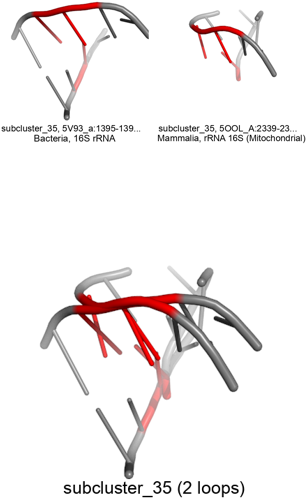 subcluster_35, 5V93_a:1395-139...
Bacteria, 16S rRNA
subcluster_35, 5OOL_A:2339-23...
Mammalia, rRNA 16S (Mitochondrial)
subcluster_35 (2 loops)